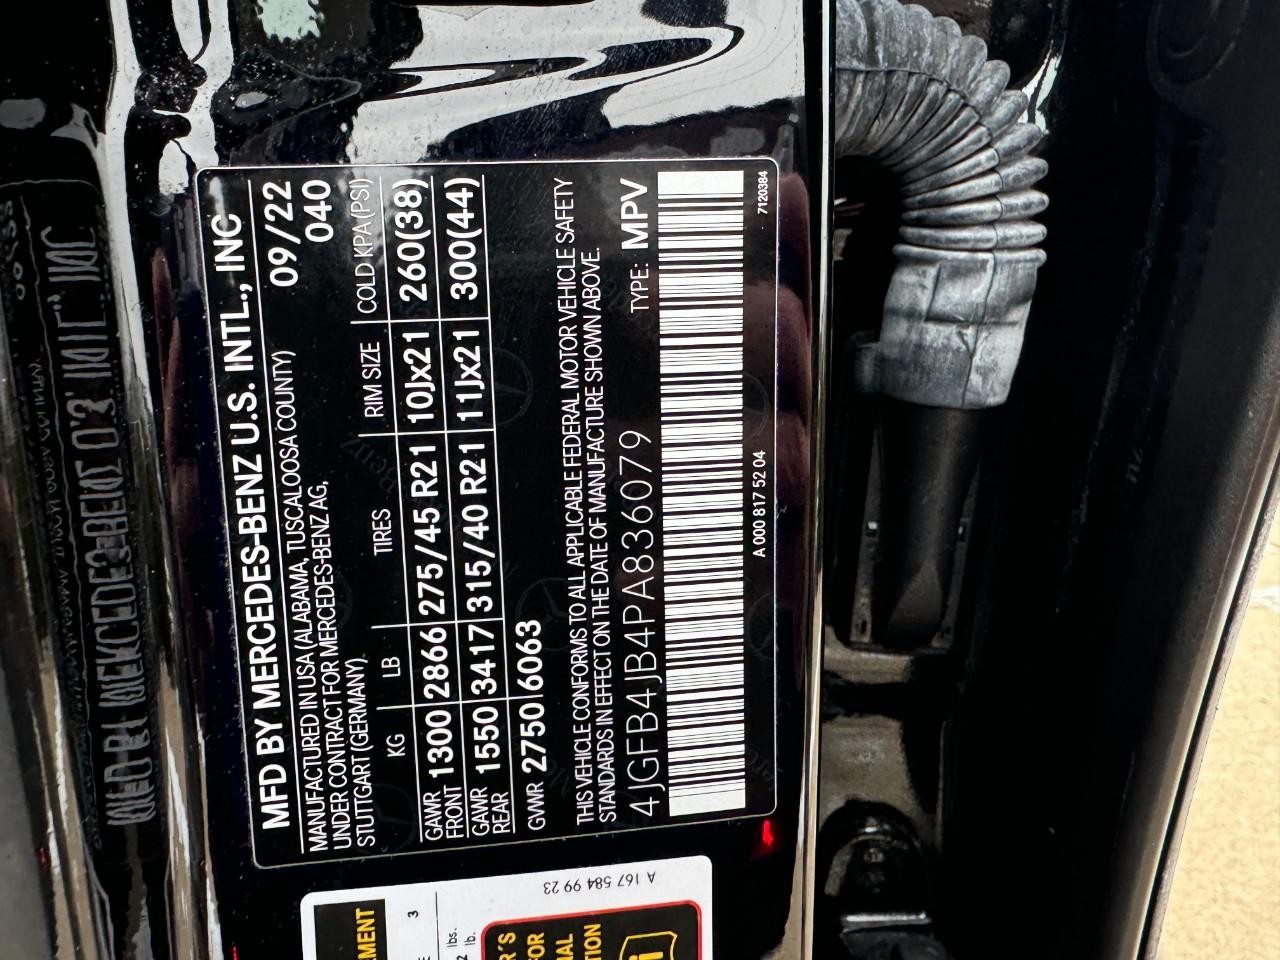 MFD BY MERCEDES-BENZ U.S. INTL., INC
MANUFACTURED IN USA (ALABAMA, TUSCALOOSA COUNTY) 09/22
UNDER CONTRACT FOR MERCEDES-BENZ AG, 040
STUTTGART (GERMANY).
KG LB TIRES RIM SIZE COLD KPA(PSI)
GAWR FRONT 1300 2866 275/45 R21 10Jx21 260(38)
GAWR REAR 1550 3417 315/40 R21 11Jx21 300(44)
GVWR 2750 6063
THIS VEHICLE CONFORMS TO ALL APPLICABLE FEDERAL MOTOR VEHICLE SAFETY
STANDARDS IN EFFECT ON THE DATE OF MANUFACTURE SHOWN ABOVE.
4JGFB4JB4PA836079 TYPE: MPV
A 000 817 52 04 7120384
A 167 584 99 23
3
lbs.
lb.